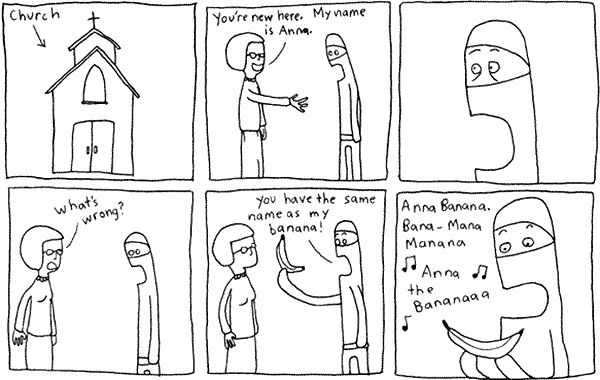 Church
You're new here. My name
is Anna.
What's
wrong?
you have the same
name as my
banana!
Anna Banana.
Bana-Mana
Manana
Anna
the
Bananaaa